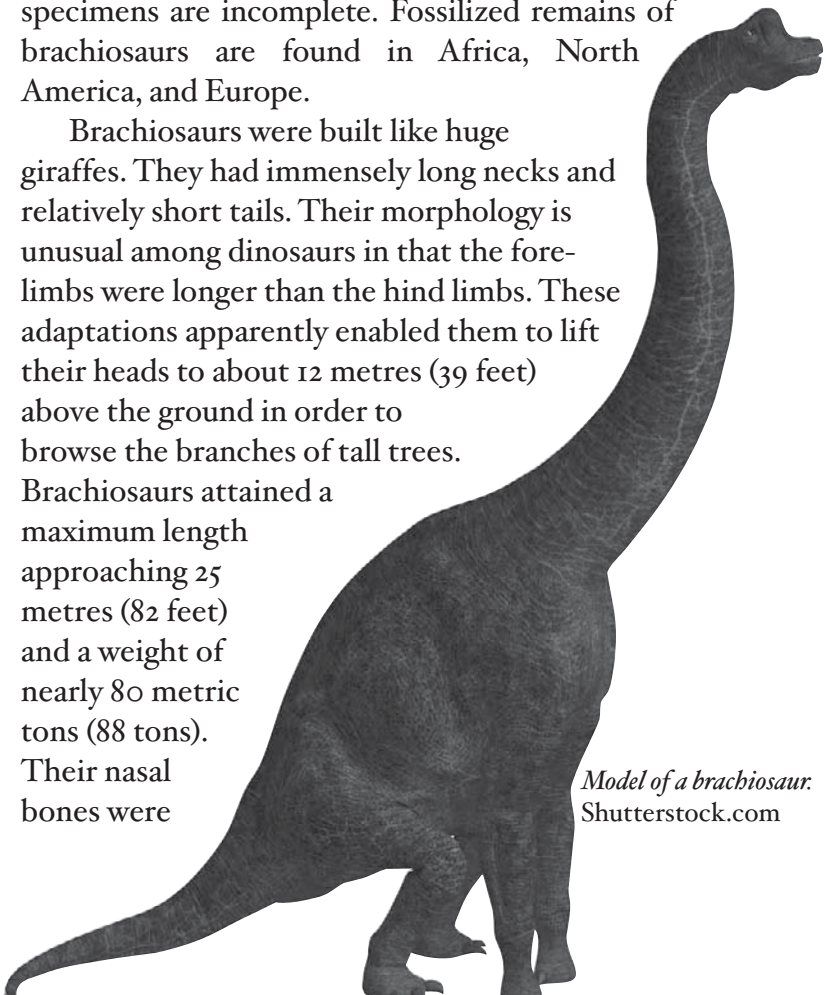 specimens are incomplete. Fossilized remains of
brachiosaurs are found in Africa, North
America, and Europe.
Brachiosaurs were built like huge
giraffes. They had immensely long necks and
relatively short tails. Their morphology is
unusual among dinosaurs in that the fore-
limbs were longer than the hind limbs. These
adaptations apparently enabled them to lift
their heads to about 12 metres (39 feet)
above the ground in order to
browse the branches of tall trees.
Brachiosaurs attained a
maximum length
approaching 25
metres (82 feet)
and a weight of
nearly 80 metric
tons (88 tons).
Their nasal
bones were
Model of a brachiosaur.
Shutterstock.com